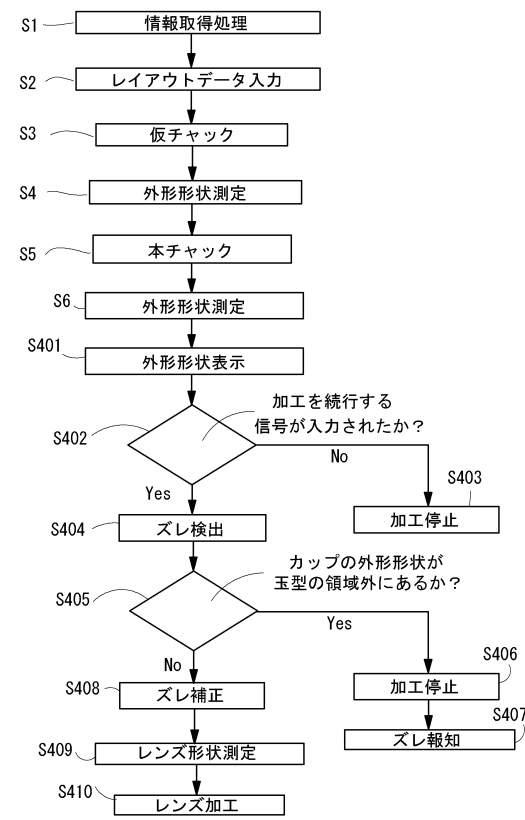 S1
情報取得処理
S2
レイアウトデータ入力
S3
仮チャック
S4
外形形状測定
S5
本チャック
S6
外形形状測定
S401
外形形状表示
S402
加工を続行する
信号が入力されたか?
No
Yes
S403
加工停止
S404
ズレ検出
S405
カップの外形形状が
玉型の領域外にあるか?
Yes
No
S406
加工停止
S407
ズレ報知
S408
ズレ補正
S409
レンズ形状測定
S410
レンズ加工